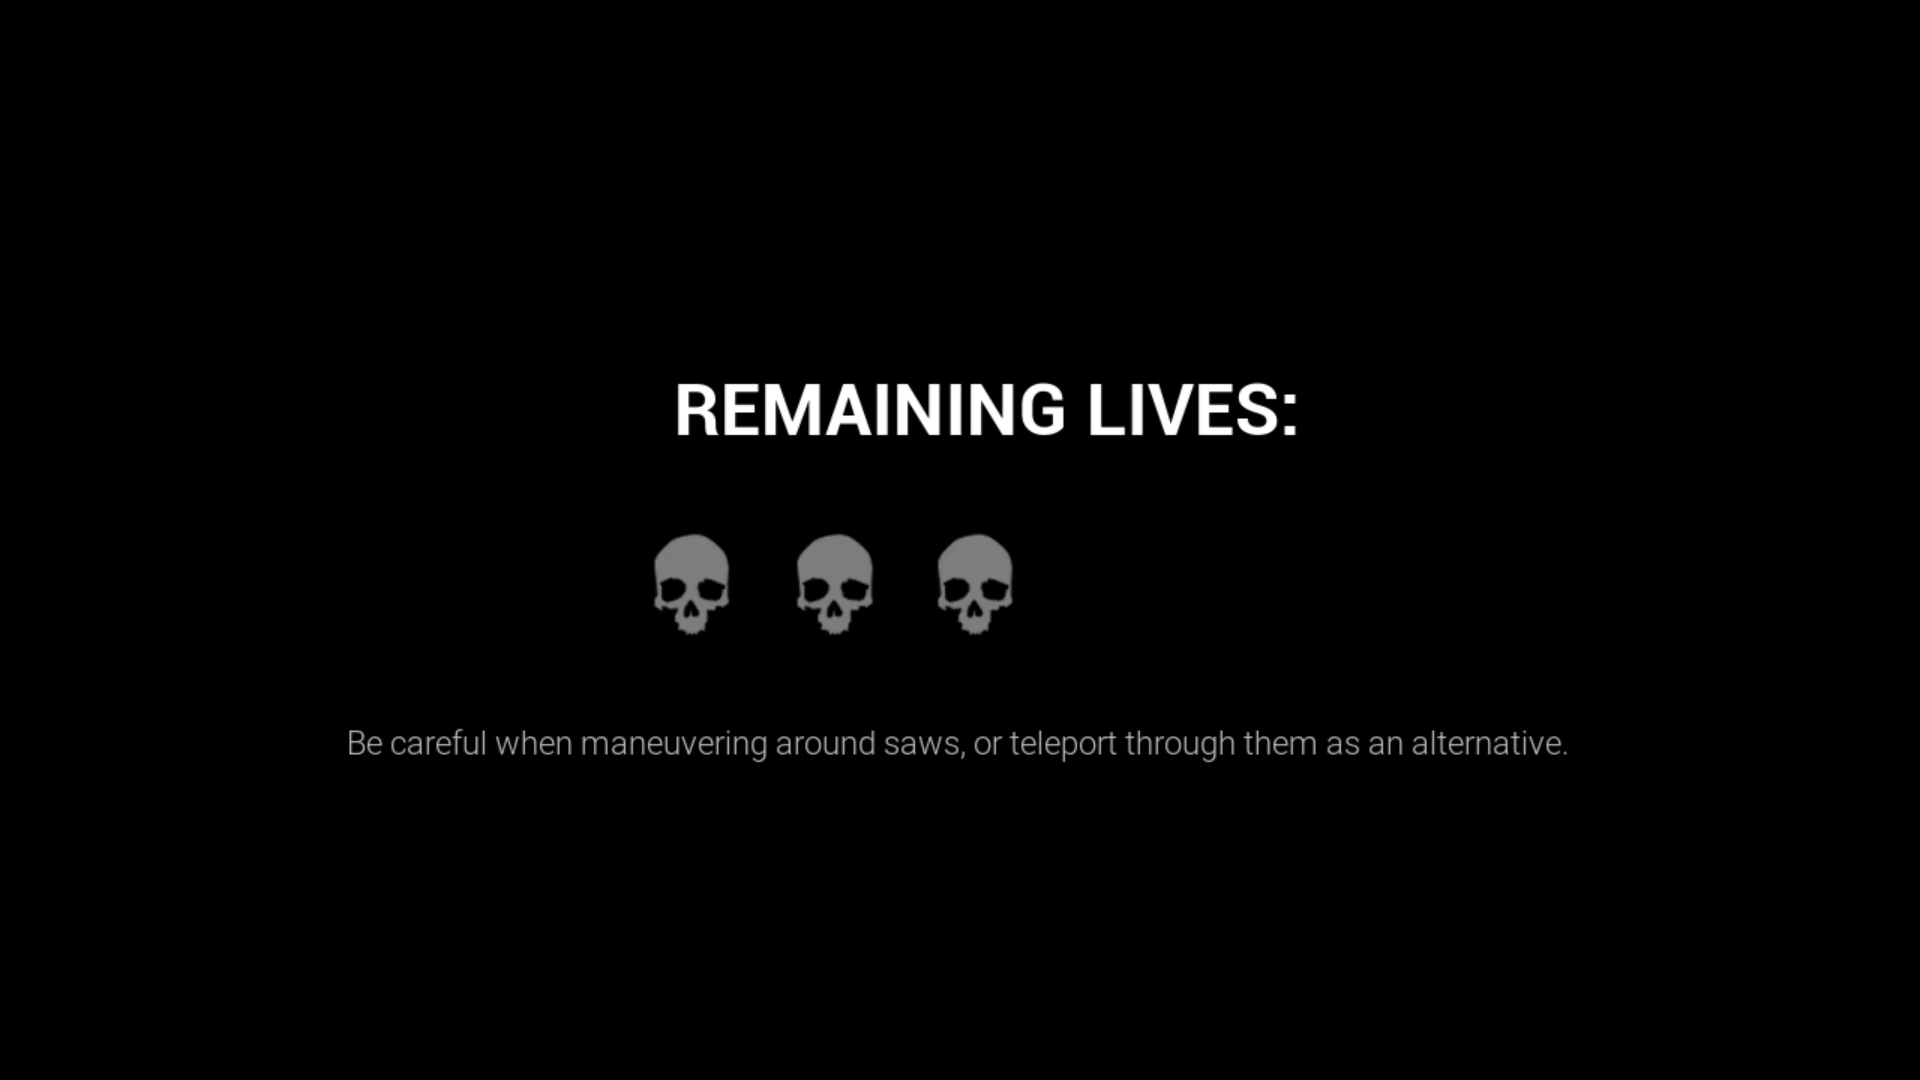 REMAINING LIVES:
Be careful when maneuvering around saws, or teleport through them as an alternative.